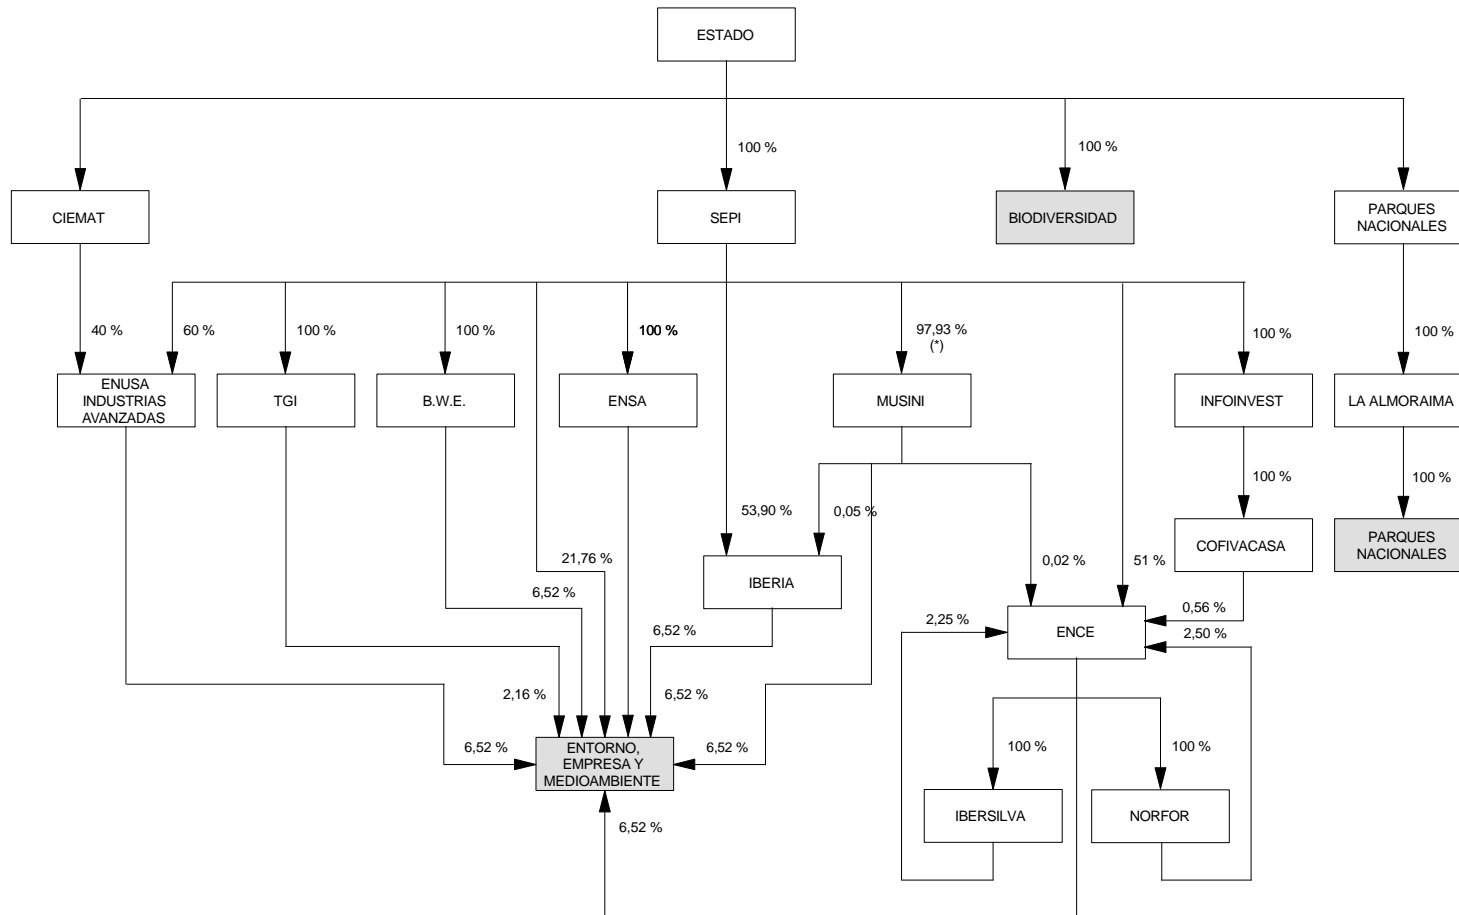 ESTADO
100 %
100 %
CIEMAT
SEPI
BIODIVERSIDAD
PARQUES
NACIONALES
40 %
60 %
100 %
100 %
100 %
97,93 %
(*)
100 %
100 %
ENUSA
INDUSTRIAS
AVANZADAS
TGI
B.W.E.
ENSA
MUSINI
INFOINVEST
LA ALMORAIMA
100 %
100 %
53,90 %
0,05 %
COFIVACASA
PARQUES
NACIONALES
21,76 %
IBERIA
0,02 %
51 %
6,52 %
0,56 %
2,25 %
ENCE
2,50 %
6,52 %
2,16 %
6,52 %
6,52 %
ENTORNO,
EMPRESA Y
MEDIOAMBIENTE
6,52 %
100 %
100 %
IBERSILVA
NORFOR
6,52 %